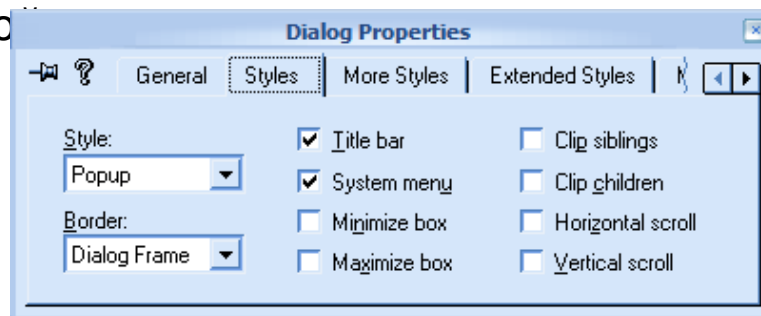 Dialog Properties
General Styles More Styles Extended Styles
Style: Title bar Clip siblings
Popup System menu Clip children
Border: Minimize box Horizontal scroll
Dialog Frame Maximize box Vertical scroll